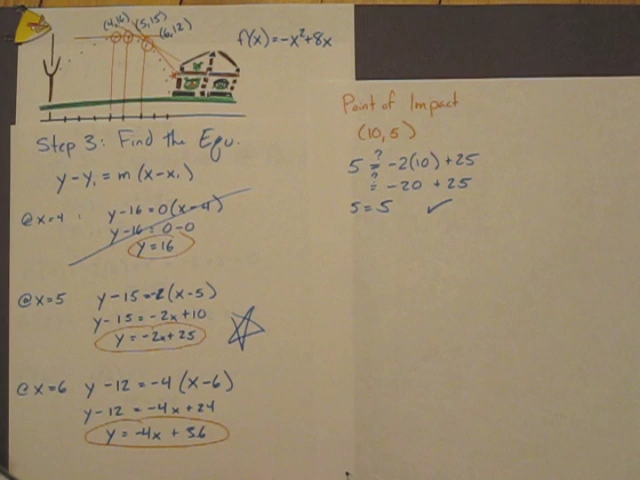 (4,16) (5,15)
(6,12)
f(x) = -x²+8x
Step 3: Find the Equ.
y-y₁ = m(x-x₁)
@x=4: y-16 = 0(x-4)
y-16 = 0-0
y=16
@x=5 y-15=-2(x-5)
y-15=-2x+10
y=-2x+25
@x=6 y-12 = -4(x-6)
y-12 = -4x+24
y=-4x+36
Point of Impact
(10,5)
5 ?= -2(10)+25
?= -20 +25
5=5 ✓